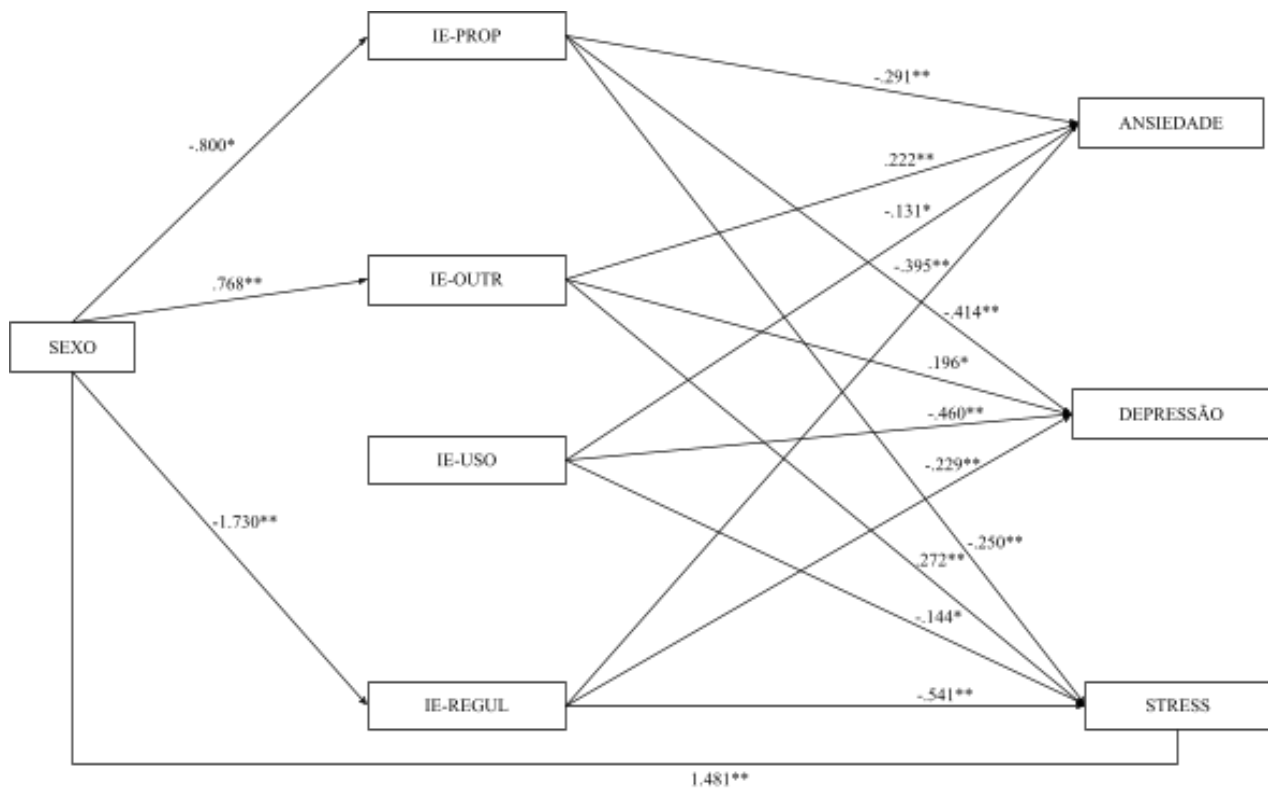 IE-PROP
-.291**
ANSIEDADE
-.800*
.222**
-.131*
-.395**
IE-OUTR
.768**
-.414**
SEXO
.196*
-.460**
DEPRESSÃO
IE-USO
-.229**
-1.730**
-.250**
.272**
-.144*
-.541**
IE-REGUL
STRESS
1.481**